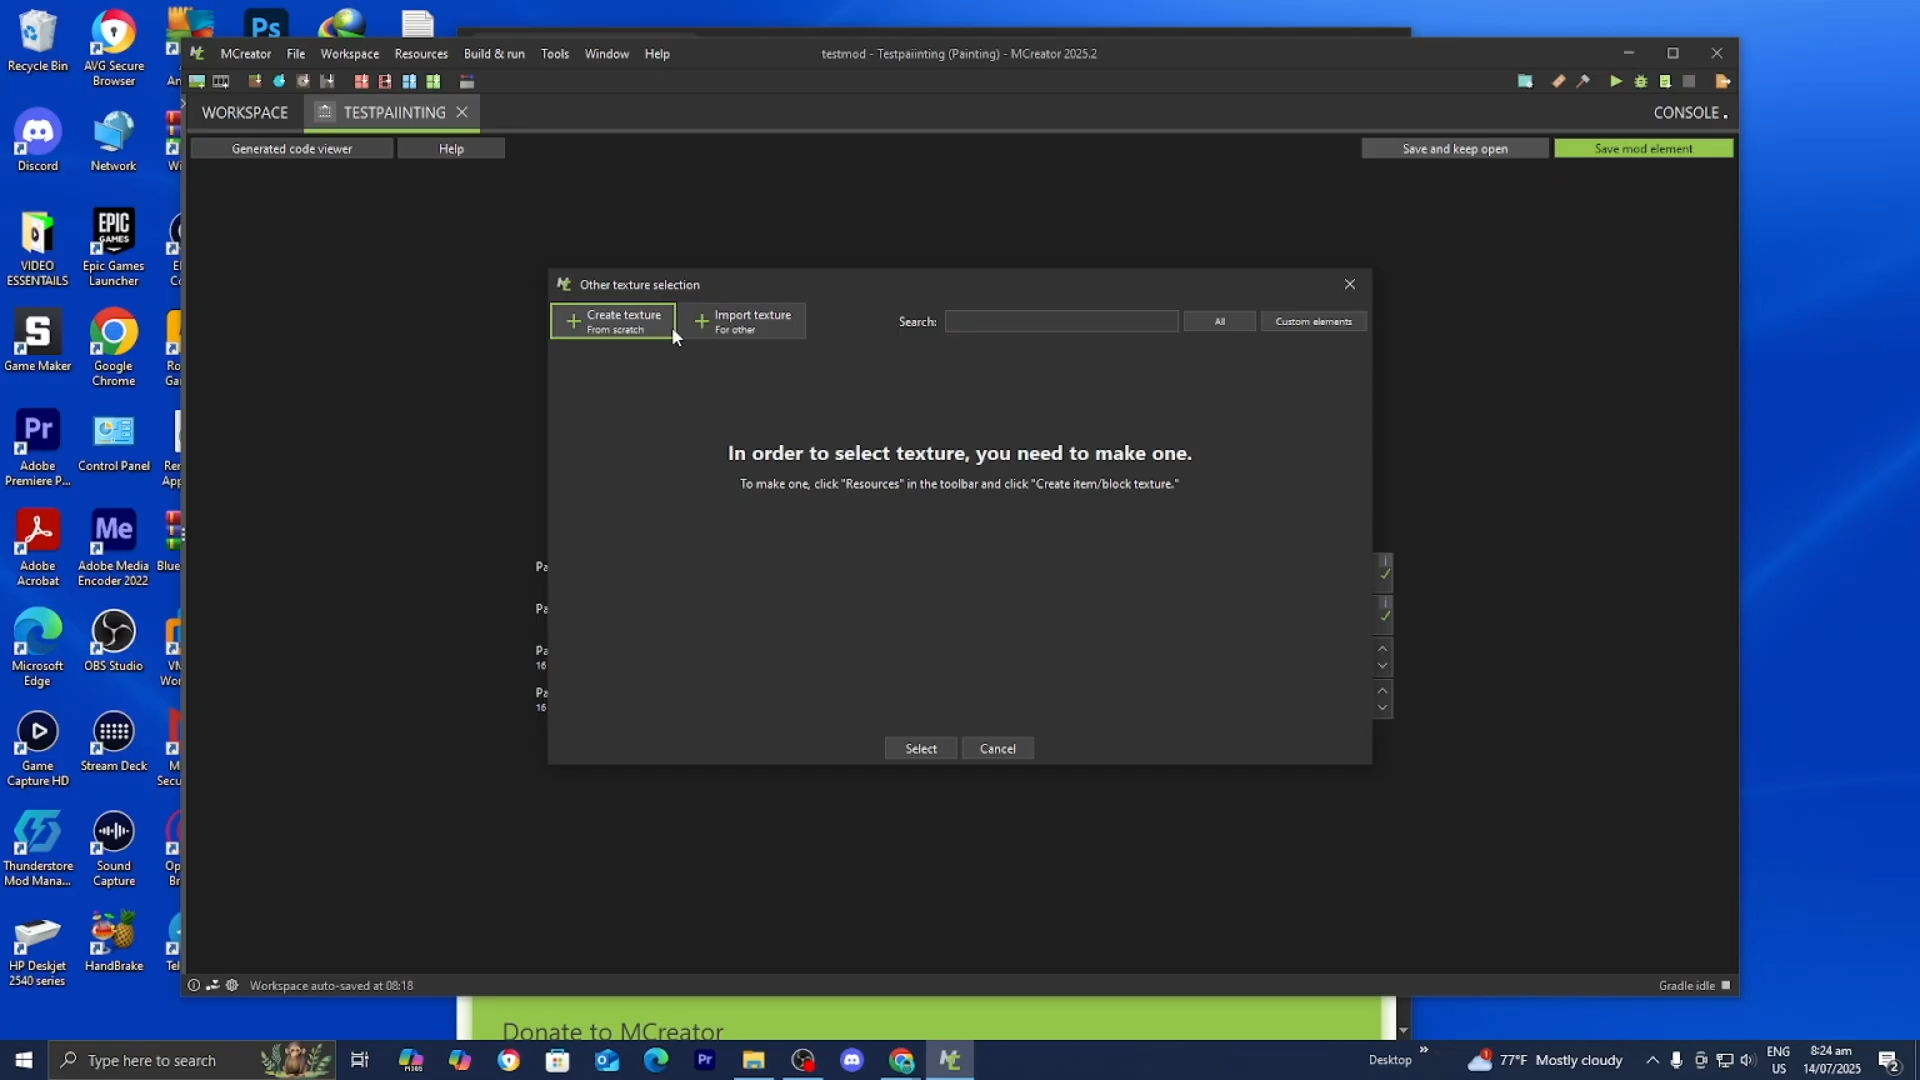 Recycle Bin
AVG Secure
Browser
Discord
Network
VIDEO
ESSENTAILS
Epic Games
Launcher
Game Maker
Google
Chrome
Adobe
Premiere P...
Control Panel
Adobe
Acrobat
Adobe Media
Encoder 2022
Microsoft
Edge
OBS Studio
Game
Capture HD
Stream Deck
Thunderstore
Mod Mana...
Sound
Capture
HP Deskjet
2540 series
HandBrake
MCreator File Workspace Resources Build & run Tools Window Help
testmod - Testpaiinting (Painting) - MCreator 2025.2
WORKSPACE
TESTPAIINTING
CONSOLE
Generated code viewer
Help
Save and keep open
Save mod element
Other texture selection
Create texture
From scratch
Import texture
For other
Search:
All
Custom elements
In order to select texture, you need to make one.
To make one, click "Resources" in the toolbar and click "Create item/block texture."
Pa
Pa
Pa
16
Pa
16
Select
Cancel
Workspace auto-saved at 08:18
Gradle idle
Donate to MCreator
Type here to search
Desktop
77°F Mostly cloudy
ENG
US
8:24 am
14/07/2025